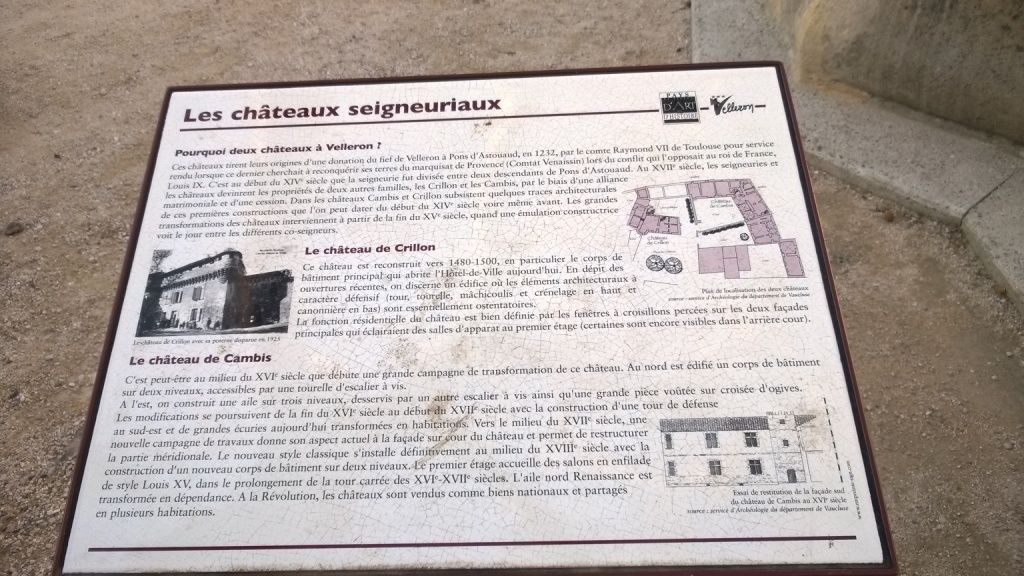 Les châteaux seigneuriaux
PAYS
D'ART
D'HISTOIRE
Velleron
Pourquoi deux châteaux à Velleron ?
Ces châteaux tirent leurs origines d'une donation du fief de Velleron à Pons d'Astouaud, en 1232, par le comte Raymond VII de Toulouse pour service
rendu lorsque ce dernier cherchait à reconquérir ses terres du marquisat de Provence (Comtat Venaissin) lors du conflit qui l'opposait au roi de France,
Louis IX. C'est au début du XIVe siècle que la seigneurie fut divisée entre deux descendants de Pons d'Astouaud. Au XVIIe siècle, les seigneuries et
les châteaux devinrent les propriétés de deux autres familles, les Crillon et les Cambis, par le biais d'une alliance
matrimoniale et d'une cession. Dans les châteaux Cambis et Crillon subsistent quelques traces architecturales
de ces premières constructions que l'on peut dater du début du XIVe siècle voire même avant. Les grandes
transformations des châteaux interviennent à partir de la fin du XVe siècle, quand une émulation constructrice
voit le jour entre les différents co-seigneurs.
Château
de Cambis
Château
de Crillon
Plan de localisation des deux châteaux
source : service d'Archéologie du département de Vaucluse
Le château de Crillon
Ce château est reconstruit vers 1480-1500, en particulier le corps de
bâtiment principal qui abrite l'Hôtel-de-Ville aujourd'hui. En dépit des
ouvertures récentes, on discerne un édifice où les éléments architecturaux à
caractère défensif (tour, tourelle, mâchicoulis et crénelage en haut et
canonnière en bas) sont essentiellement ostentatoires.
La fonction résidentielle du château est bien définie par les fenêtres à croisillons percées sur les deux façades
principales qui éclairaient des salles d'apparat au premier étage (certaines sont encore visibles dans l'arrière cour).
Le château de Crillon avec sa poterne disparue en 1923
Le château de Cambis
C'est peut-être au milieu du XVIe siècle que débute une grande campagne de transformation de ce château. Au nord est édifié un corps de bâtiment
sur deux niveaux, accessibles par une tourelle d'escalier à vis.
A l'est, on construit une aile sur trois niveaux, desservis par un autre escalier à vis ainsi qu'une grande pièce voûtée sur croisée d'ogives.
Les modifications se poursuivent de la fin du XVIe siècle au début du XVIIe siècle avec la construction d'une tour de défense
au sud-est et de grandes écuries aujourd'hui transformées en habitations. Vers le milieu du XVIIe siècle, une
nouvelle campagne de travaux donne son aspect actuel à la façade sur cour du château et permet de restructurer
la partie méridionale. Le nouveau style classique s'installe définitivement au milieu du XVIIIe siècle avec la
construction d'un nouveau corps de bâtiment sur deux niveaux. Le premier étage accueille des salons en enfilade
de style Louis XV, dans le prolongement de la tour carrée des XVIe-XVIIe siècles. L'aile nord Renaissance est
transformée en dépendance. A la Révolution, les châteaux sont vendus comme biens nationaux et partagés
en plusieurs habitations.
Essai de restitution de la façade sud
du château de Cambis au XVIe siècle
source : service d'Archéologie du département de Vaucluse